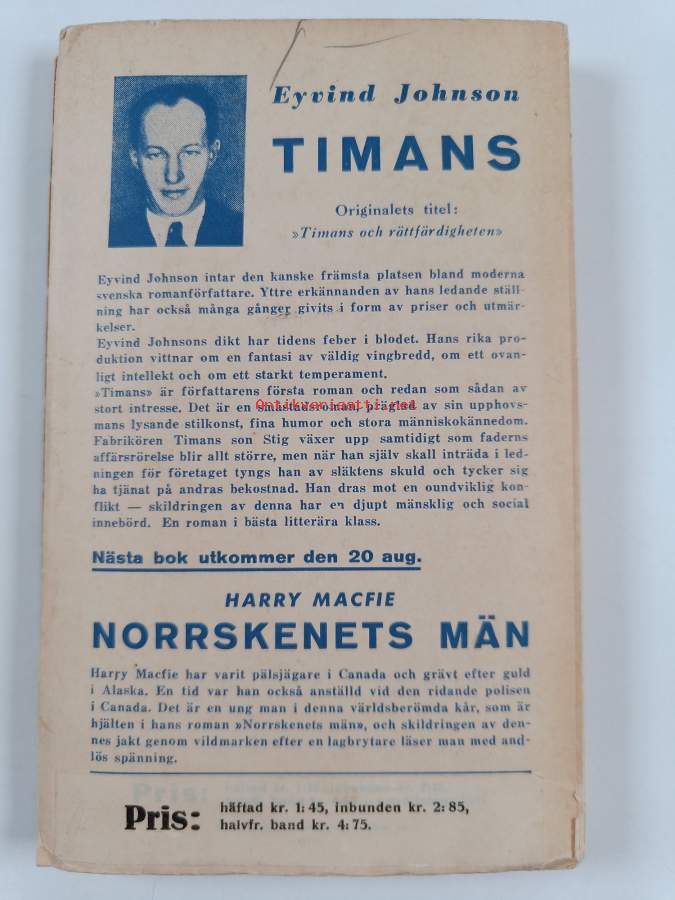 Eyvind Johnson
TIMANS
Originalets titel:
»Timans och rättfärdigheten»
Eyvind Johnson intar den kanske främsta platsen bland moderna
svenska romanförfattare. Yttre erkännanden av hans ledande ställ-
ning har också många gånger givits i form av priser och utmär-
kelser.
Eyvind Johnsons dikt har tidens feber i blodet. Hans rika pro-
duktion vittnar om en fantasi av väldig vingbredd, om ett ovan-
ligt intellekt och om ett starkt temperament.
»Timans» är författarens första roman och redan som sådan av
stort intresse. Det är en småstadsroman, präglad av sin upphovs-
mans lysande stilkonst, fina humor och stora människokännedom.
Fabrikören Timans son Stig växer upp samtidigt som faderns
affärsrörelse blir allt större, men när han själv skall inträda i led-
ningen för företaget tyngs han av släktens skuld och tycker sig
ha tjänat på andras bekostnad. Han dras mot en oundviklig kon-
flikt — skildringen av denna har en djupt mänsklig och social
innebörd. En roman i bästa litterära klass.
Antikvariaatti.net
Nästa bok utkommer den 20 aug.
HARRY MACFIE
NORRSKENETS MÄN
Harry Macfie har varit pälsjägare i Canada och grävt efter guld
i Alaska. En tid var han också anställd vid den ridande polisen
i Canada. Det är en ung man i denna världsberömda kår, som är
hjälten i hans roman »Norrskenets män», och skildringen av den-
nes jakt genom vildmarken efter en lagbrytare läser man med and-
lös spänning.
Pris: häftad kr. 1:45, inbunden kr. 2:85,
halvfr. band kr. 4:75.